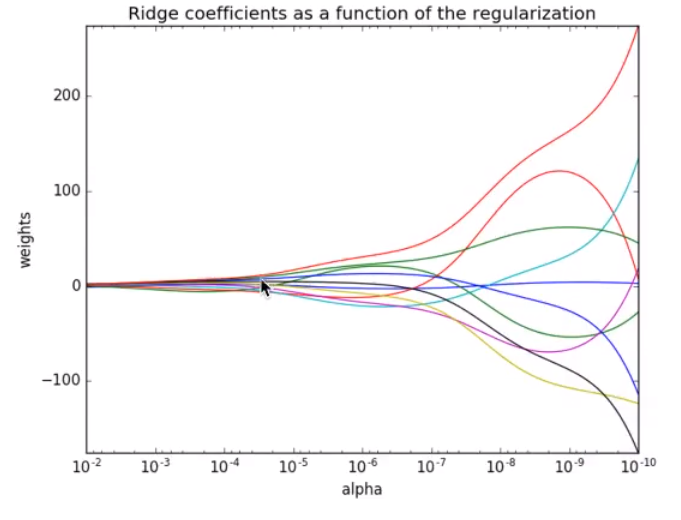 Ridge coefficients as a function of the regularization
200
100
0
−100
weights
10⁻² 10⁻³ 10⁻⁴ 10⁻⁵ 10⁻⁶ 10⁻⁷ 10⁻⁸ 10⁻⁹ 10⁻¹⁰
alpha